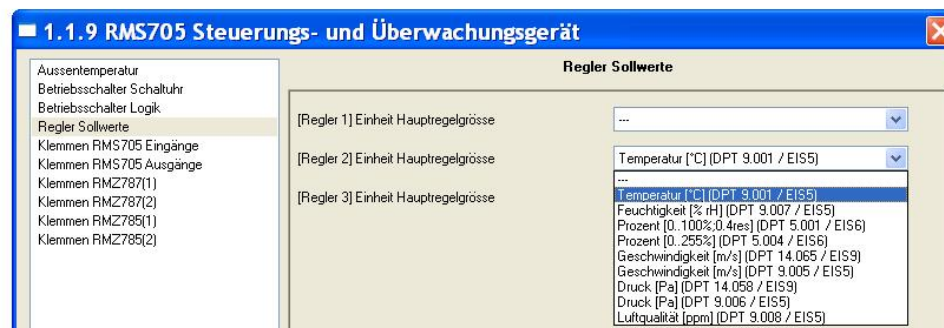 1.1.9 RMS705 Steuerungs- und Überwachungsgerät
Aussentemperatur
Betriebsschalter Schaltuhr
Betriebsschalter Logik
Regler Sollwerte
Klemmen RMS705 Eingänge
Klemmen RMS705 Ausgänge
Klemmen RMZ787(1)
Klemmen RMZ787(2)
Klemmen RMZ785(1)
Klemmen RMZ785(2)
Regler Sollwerte
[Regler 1] Einheit Hauptregelgrösse
---
[Regler 2] Einheit Hauptregelgrösse
Temperatur [°C] (DPT 9.001 / EIS5)
[Regler 3] Einheit Hauptregelgrösse
---
Temperatur [°C] (DPT 9.001 / EIS5)
Feuchtigkeit [% rH] (DPT 9.007 / EIS5)
Prozent [0..100%;0.4res] (DPT 5.001 / EIS6)
Prozent [0..255%] (DPT 5.004 / EIS6)
Geschwindigkeit [m/s] (DPT 14.065 / EIS9)
Geschwindigkeit [m/s] (DPT 9.005 / EIS5)
Druck [Pa] (DPT 14.058 / EIS9)
Druck [Pa] (DPT 9.006 / EIS5)
Luftqualität [ppm] (DPT 9.008 / EIS5)